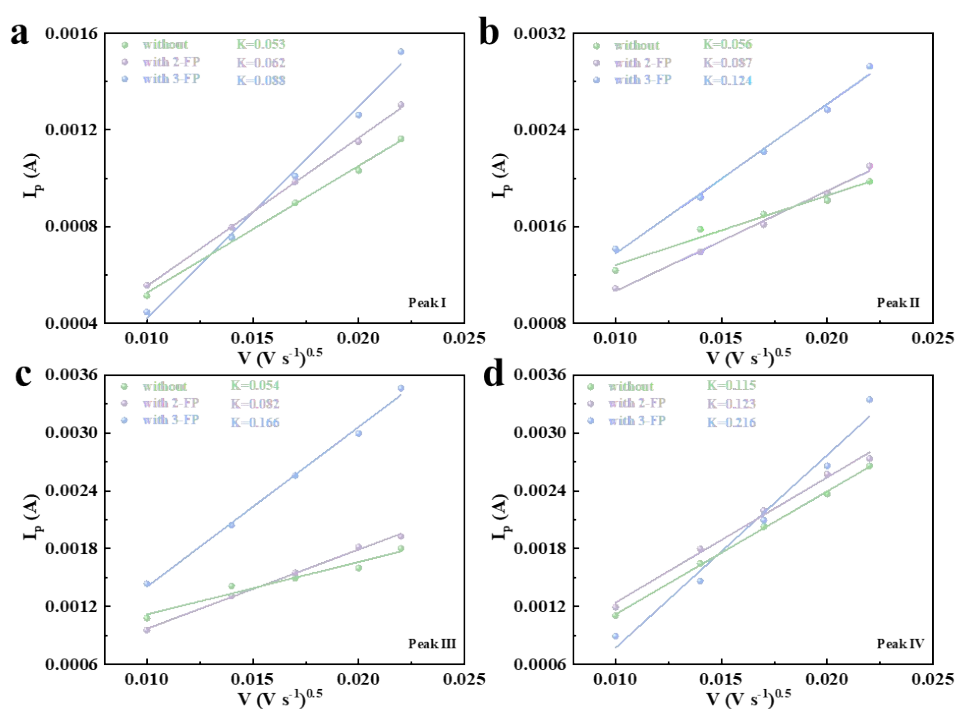 a
0.0016
0.0012
0.0008
0.0004
I_p (A)
without K=0.053
with 2-FP K=0.062
with 3-FP K=0.088
Peak I
0.010 0.015 0.020 0.025
V (V s^-1)^0.5
b
0.0032
0.0024
0.0016
0.0008
I_p (A)
without K=0.056
with 2-FP K=0.087
with 3-FP K=0.124
Peak II
0.010 0.015 0.020 0.025
V (V s^-1)^0.5
c
0.0036
0.0030
0.0024
0.0018
0.0012
0.0006
I_p (A)
without K=0.054
with 2-FP K=0.082
with 3-FP K=0.166
Peak III
0.010 0.015 0.020 0.025
V (V s^-1)^0.5
d
0.0036
0.0030
0.0024
0.0018
0.0012
0.0006
I_p (A)
without K=0.115
with 2-FP K=0.123
with 3-FP K=0.216
Peak IV
0.010 0.015 0.020 0.025
V (V s^-1)^0.5